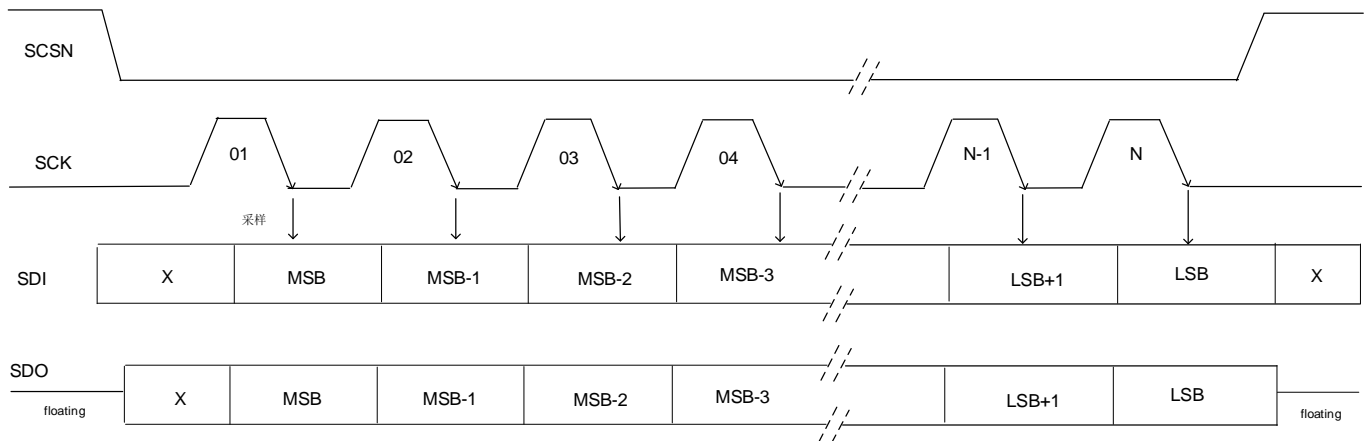 SCSN
SCK
01
02
03
04
N-1
N
采样
SDI
X
MSB
MSB-1
MSB-2
MSB-3
LSB+1
LSB
X
SDO
floating
X
MSB
MSB-1
MSB-2
MSB-3
LSB+1
LSB
floating